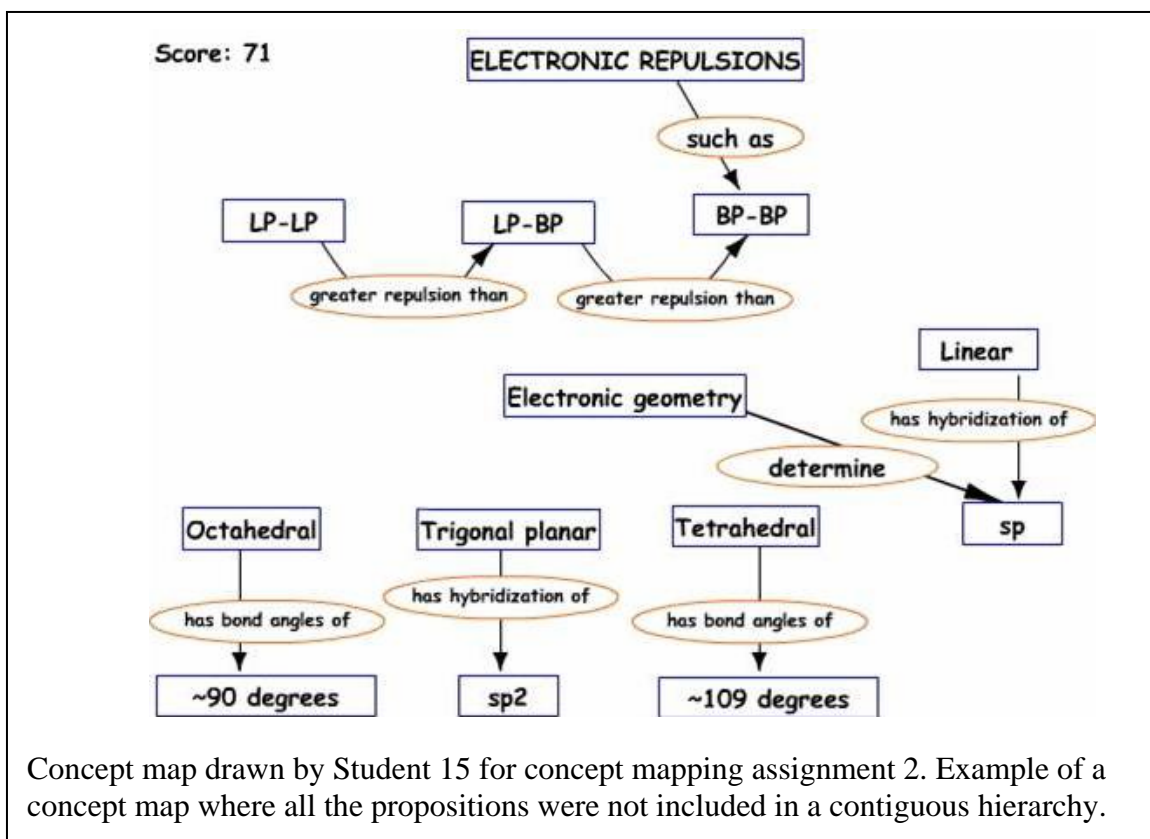 Score: 71
ELECTRONIC REPULSIONS
such as
LP-LP
LP-BP
BP-BP
greater repulsion than
greater repulsion than
Linear
Electronic geometry
has hybridization of
determine
sp
Octahedral
Trigonal planar
Tetrahedral
has bond angles of
has hybridization of
has bond angles of
~90 degrees
sp2
~109 degrees
Concept map drawn by Student 15 for concept mapping assignment 2. Example of a
concept map where all the propositions were not included in a contiguous hierarchy.